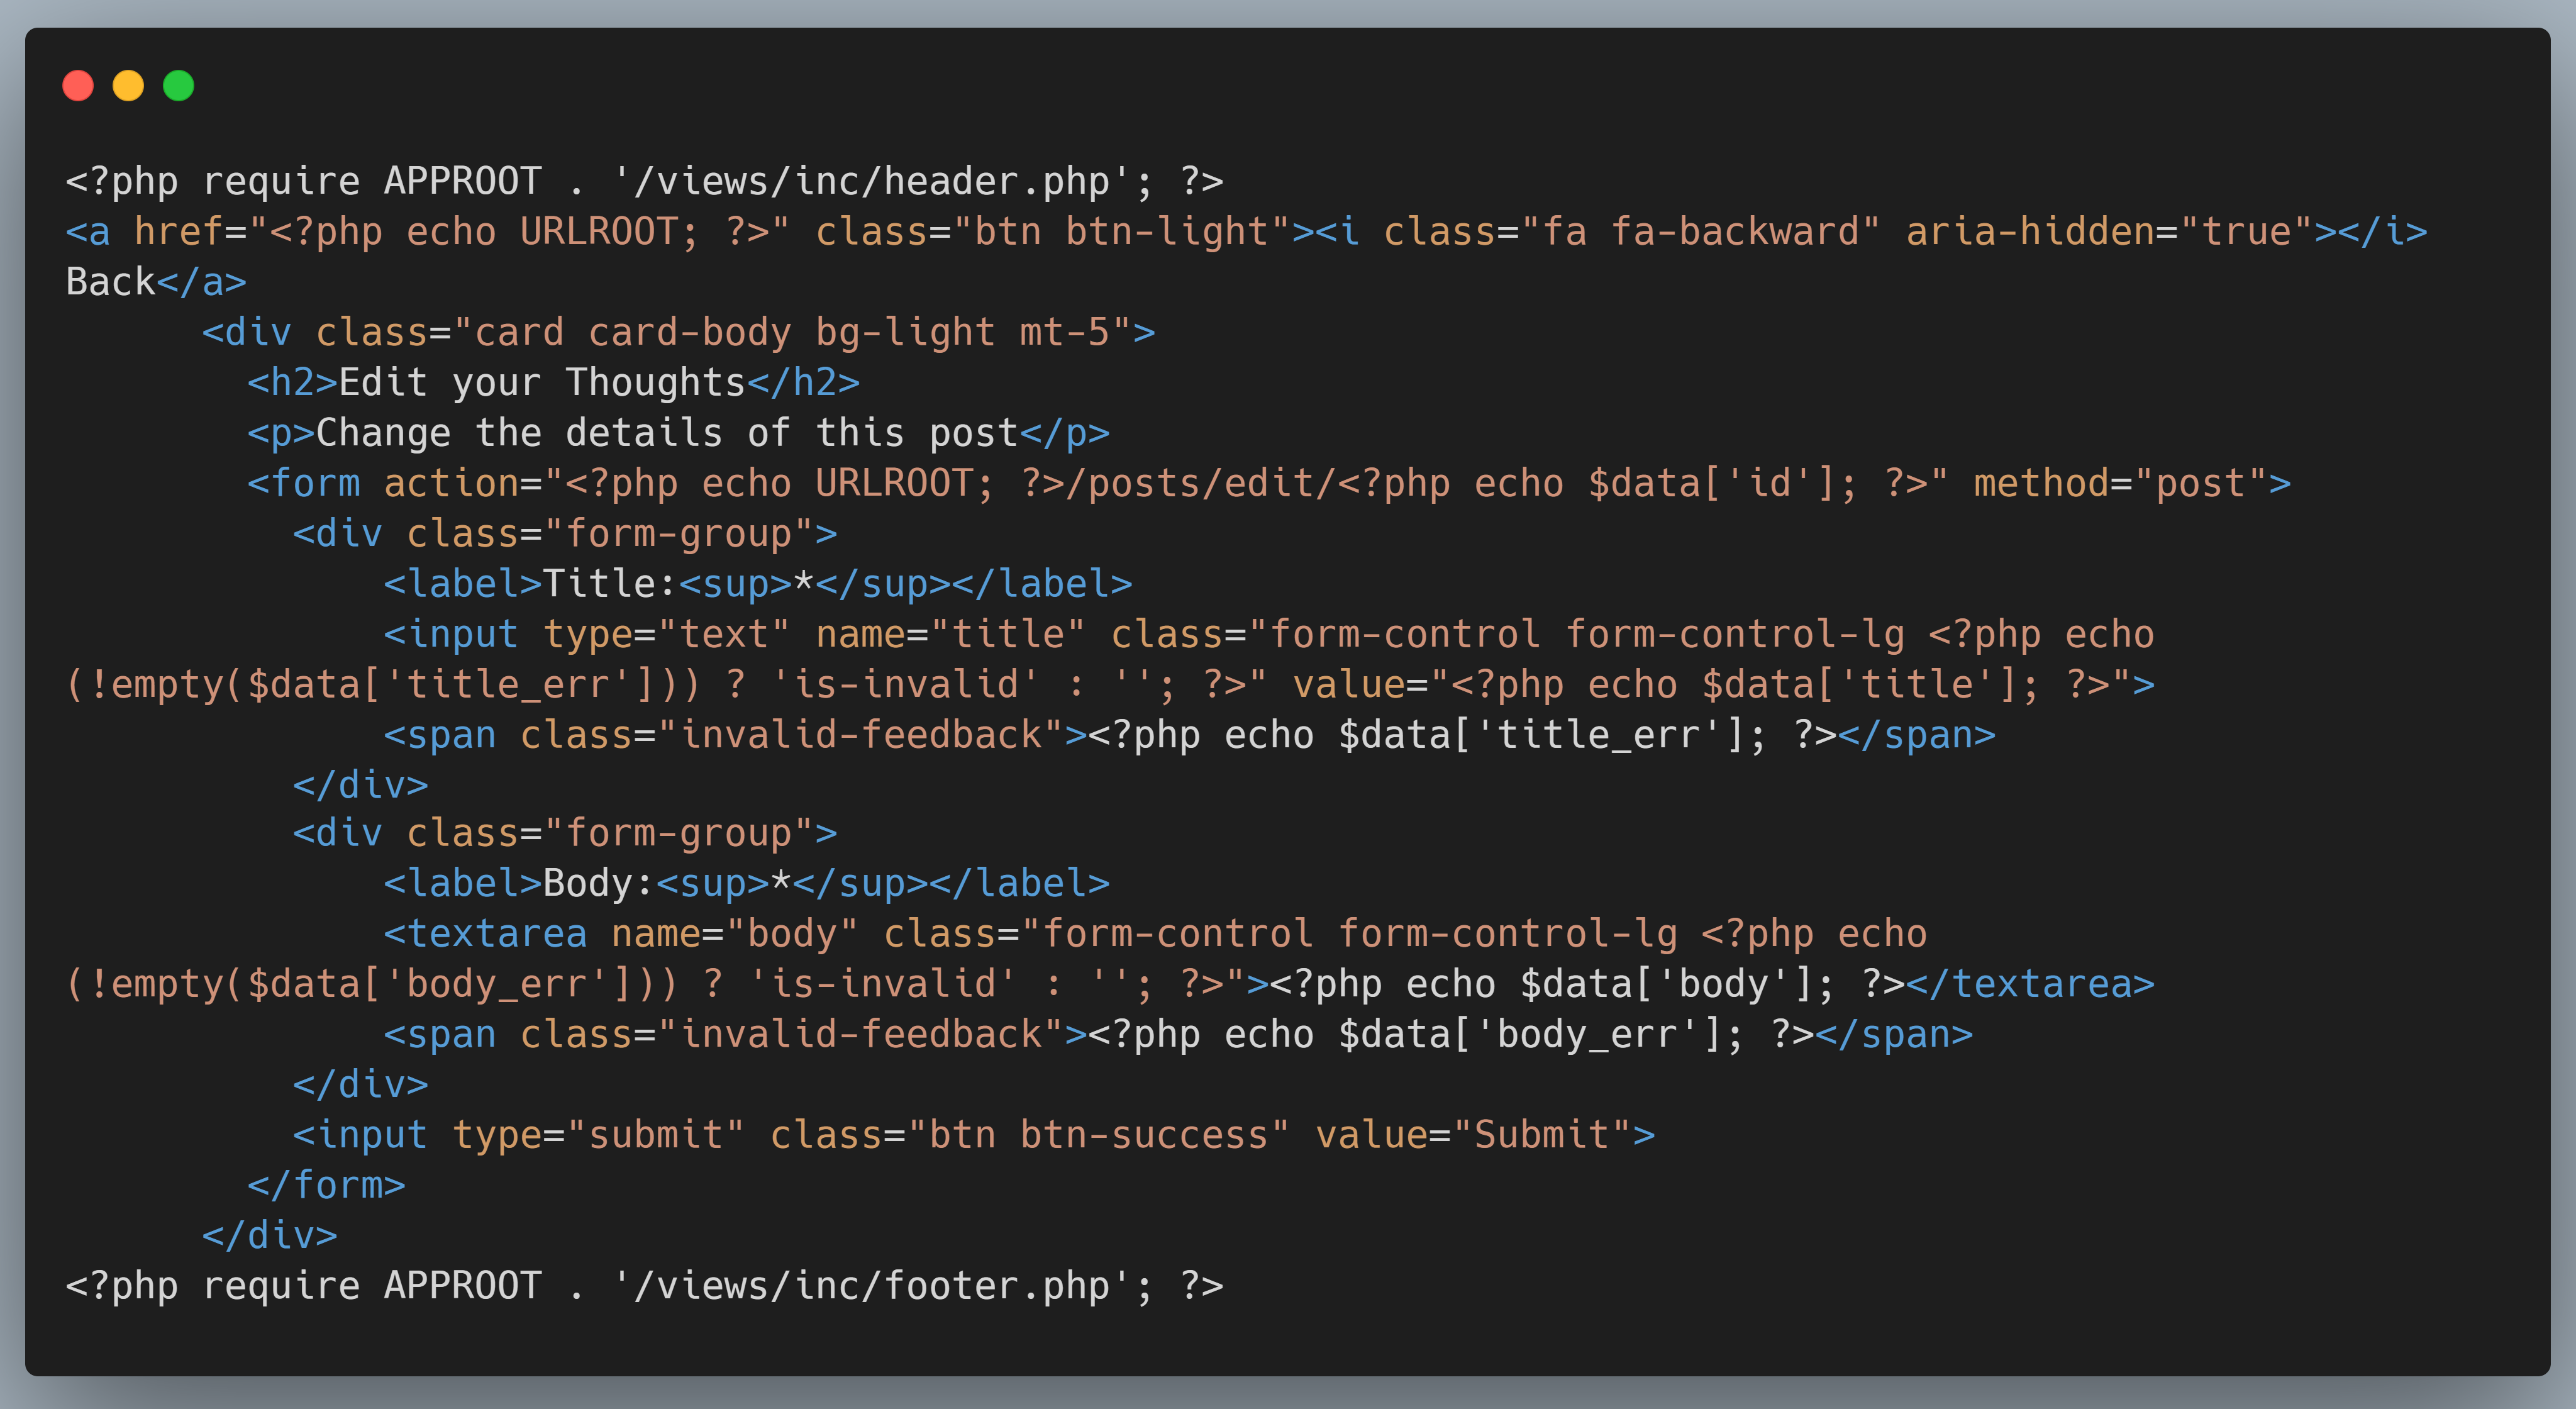 <?php require APPROOT . '/views/inc/header.php'; ?>
<a href="<?php echo URLROOT; ?>" class="btn btn-light"><i class="fa fa-backward" aria-hidden="true"></i>
Back</a>
      <div class="card card-body bg-light mt-5">
        <h2>Edit your Thoughts</h2>
        <p>Change the details of this post</p>
        <form action="<?php echo URLROOT; ?>/posts/edit/<?php echo $data['id']; ?>" method="post">
          <div class="form-group">
              <label>Title:<sup>*</sup></label>
              <input type="text" name="title" class="form-control form-control-lg <?php echo
(!empty($data['title_err'])) ? 'is-invalid' : ''; ?>" value="<?php echo $data['title']; ?>">
              <span class="invalid-feedback"><?php echo $data['title_err']; ?></span>
          </div>
          <div class="form-group">
              <label>Body:<sup>*</sup></label>
              <textarea name="body" class="form-control form-control-lg <?php echo
(!empty($data['body_err'])) ? 'is-invalid' : ''; ?>"><?php echo $data['body']; ?></textarea>
              <span class="invalid-feedback"><?php echo $data['body_err']; ?></span>
          </div>
          <input type="submit" class="btn btn-success" value="Submit">
        </form>
      </div>
<?php require APPROOT . '/views/inc/footer.php'; ?>